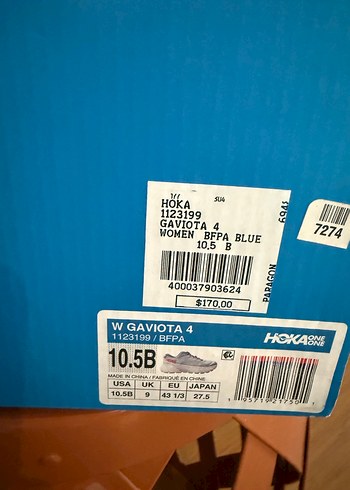 HOKA
1123199
GAVIOTA 4
WOMEN BFPA BLUE
10.5 B
400037903624
$170.00
PARAGON
7274
W GAVIOTA 4
1123199 / BFPA
HOKA ONE ONE
10.5B
MADE IN CHINA / FABRIQUÉ EN CHINE
USA UK EU JAPAN
10.5B 9 43 1/3 27.5